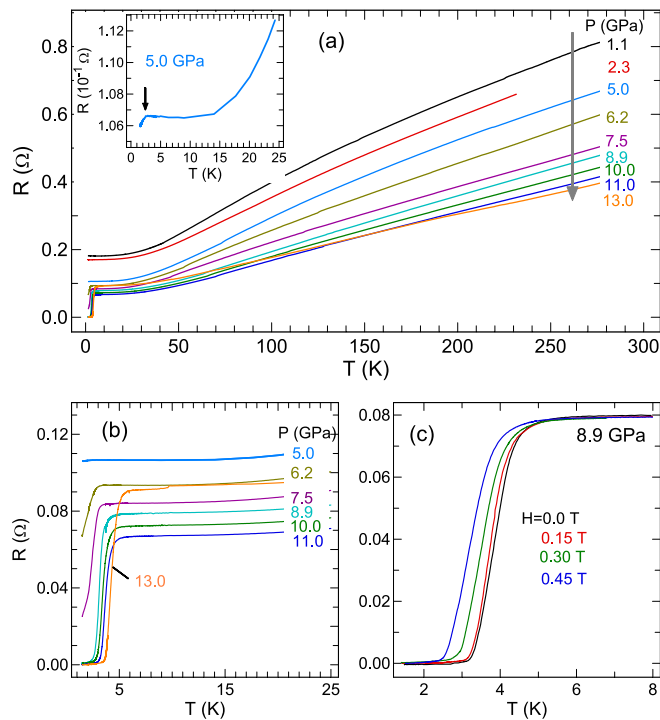 1.13
1.12
1.10
1.08
1.06
R (10⁻¹ Ω)
5.0 GPa
0 5 10 15 20 25
T (K)
(a)
P (GPa)
1.1
2.3
5.0
6.2
7.5
8.9
10.0
11.0
13.0
0.8
0.6
0.4
0.2
0.0
R (Ω)
0 50 100 150 200 250 300
T (K)
(b)
P (GPa)
5.0
6.2
7.5
8.9
10.0
11.0
13.0
0.12
0.08
0.04
0.00
R (Ω)
5 10 15 20 25
T (K)
(c)
8.9 GPa
H=0.0 T
0.15 T
0.30 T
0.45 T
0.08
0.06
0.04
0.02
0.00
2 4 6 8
T (K)